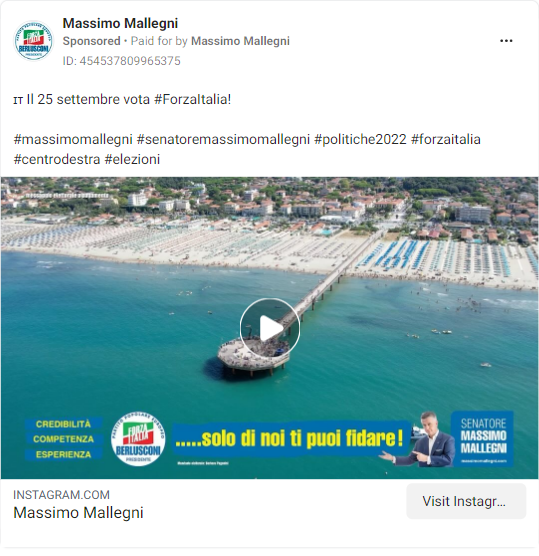 Massimo Mallegni
Sponsored • Paid for by Massimo Mallegni
ID: 454537809965375
IT Il 25 settembre vota #ForzaItalia!
#massimomallegni #senatoremassimomallegni #politiche2022 #forzaitalia
#centrodestra #elezioni
CREDIBILITÀ
COMPETENZA
ESPERIENZA
FORZA
ITALIA
BERLUSCONI
PRESIDENTE
.....solo di noi ti puoi fidare!
SENATORE
MASSIMO
MALLEGNI
INSTAGRAM.COM
Massimo Mallegni
Visit Instagr...